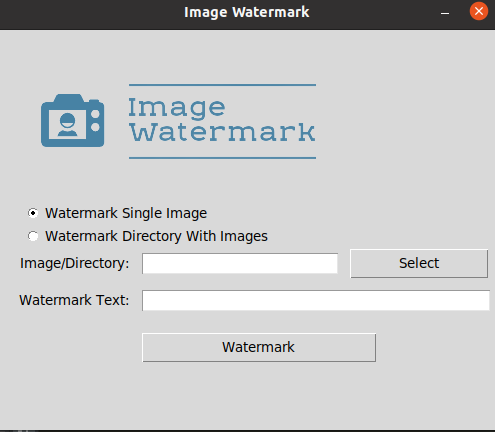 Image Watermark
Image
Watermark
Watermark Single Image
Watermark Directory With Images
Image/Directory:
Select
Watermark Text:
Watermark